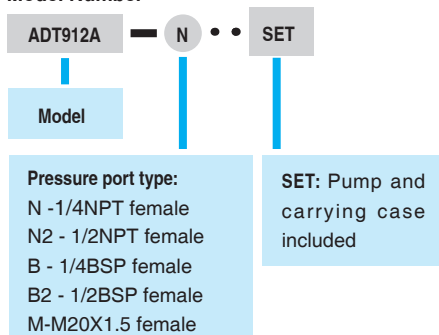 Model Number
ADT912A — N • • SET
Model
Pressure port type:
N -1/4NPT female
N2 - 1/2NPT female
B - 1/4BSP female
B2 - 1/2BSP female
M-M20X1.5 female
SET: Pump and
carrying case
included